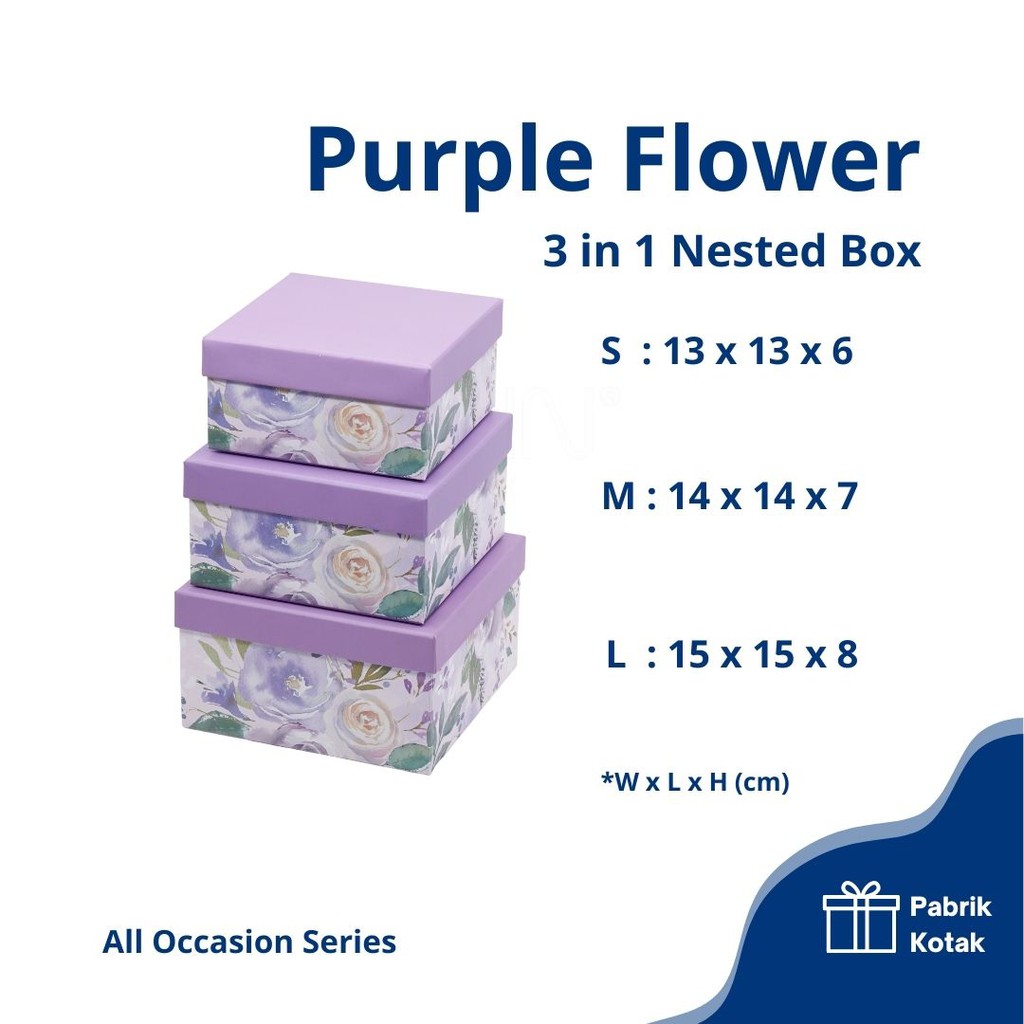 Purple Flower
3 in 1 Nested Box
S : 13 x 13 x 6
M : 14 x 14 x 7
L : 15 x 15 x 8
*W x L x H (cm)
All Occasion Series
Pabrik
Kotak